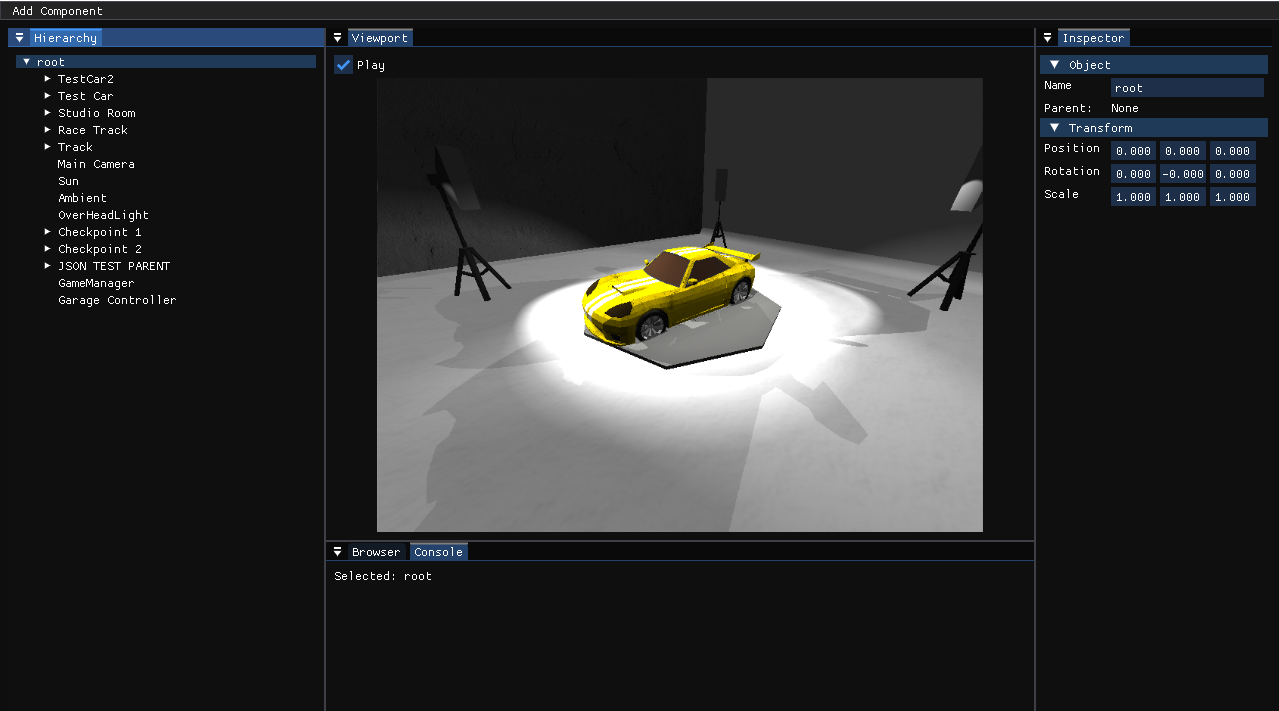 Add Component
Hierarchy
root
TestCar2
Test Car
Studio Room
Race Track
Track
Main Camera
Sun
Ambient
OverHeadLight
Checkpoint 1
Checkpoint 2
JSON TEST PARENT
GameManager
Garage Controller
Viewport
Play
Browser Console
Selected: root
Inspector
Object
Name root
Parent: None
Transform
Position 0.000 0.000 0.000
Rotation 0.000 -0.000 0.000
Scale 1.000 1.000 1.000